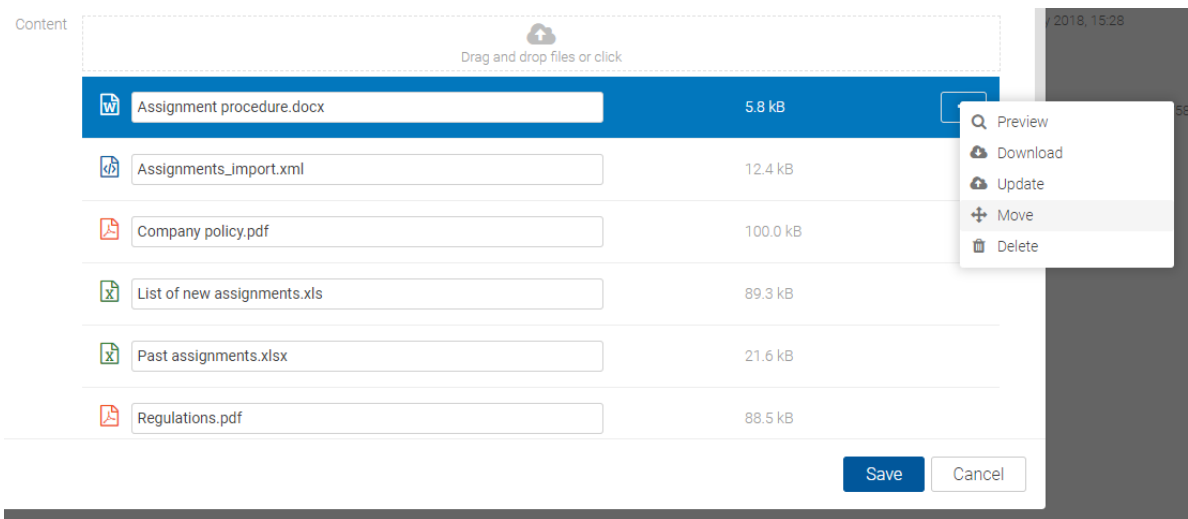 Content
y 2018, 15:28
Drag and drop files or click
Assignment procedure.docx 5.8 kB
58
Preview
Assignments_import.xml 12.4 kB
Download
Update
Move
Company policy.pdf 100.0 kB
Delete
List of new assignments.xls 89.3 kB
Past assignments.xlsx 21.6 kB
Regulations.pdf 88.5 kB
Save Cancel